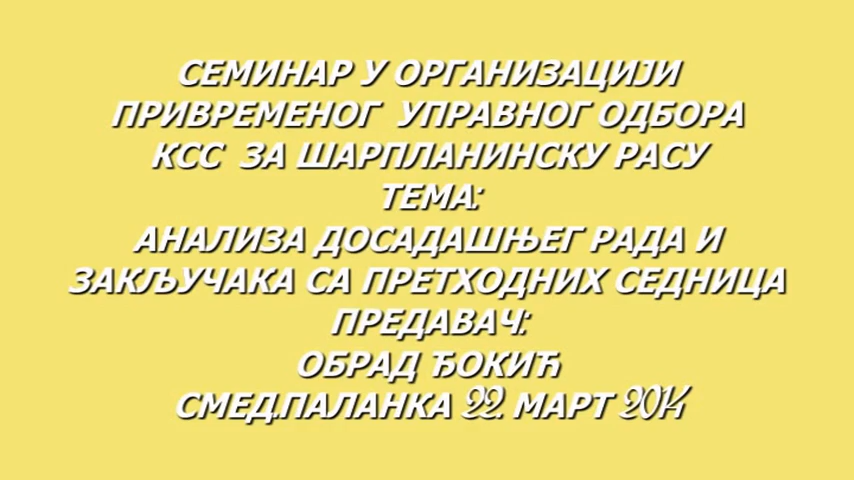 СЕМИНАР У ОРГАНИЗАЦИЈИ
ПРИВРЕМЕНОГ УПРАВНОГ ОДБОРА
КСС ЗА ШАРПЛАНИНСКУ РАСУ
ТЕМА:
АНАЛИЗА ДОСАДАШЊЕГ РАДА И
ЗАКЉУЧАКА СА ПРЕТХОДНИХ СЕДНИЦА
ПРЕДАВАЧ:
ОБРАД ЂОКИЋ
СМЕД.ПАЛАНКА 22. МАРТ 2014